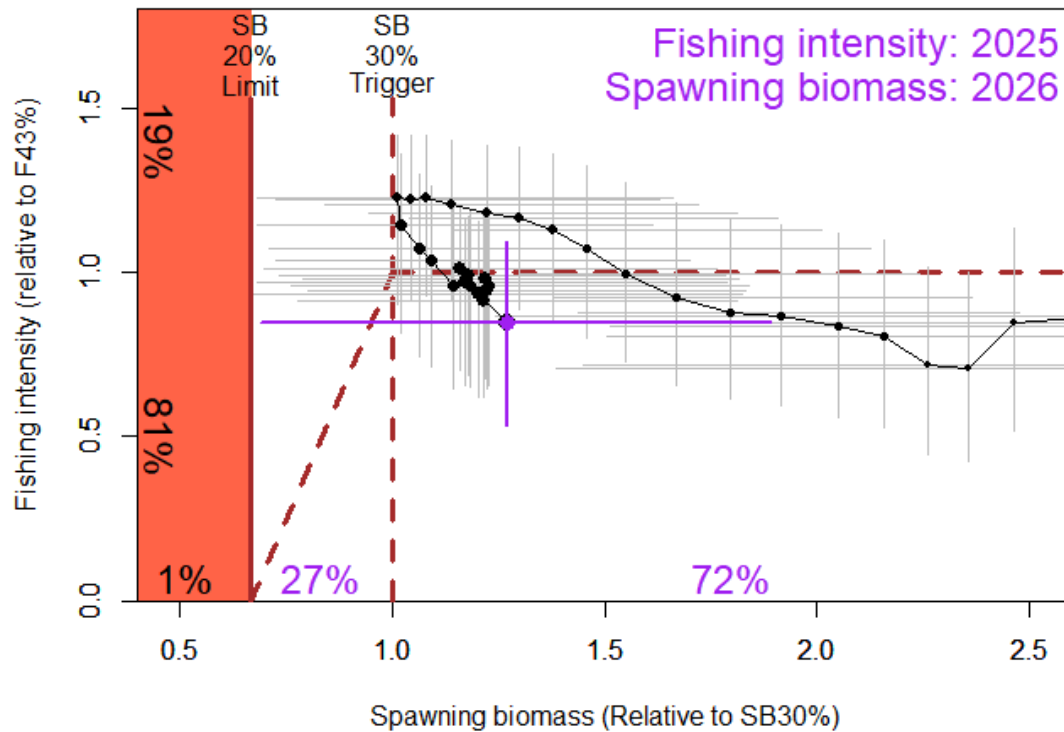 SB
20%
Limit
SB
30%
Trigger
Fishing intensity: 2025
Spawning biomass: 2026
Fishing intensity (relative to F43%)
1.5
1.0
0.5
0.0
19%
81%
1%
27%
72%
0.5
1.0
1.5
2.0
2.5
Spawning biomass (Relative to SB30%)